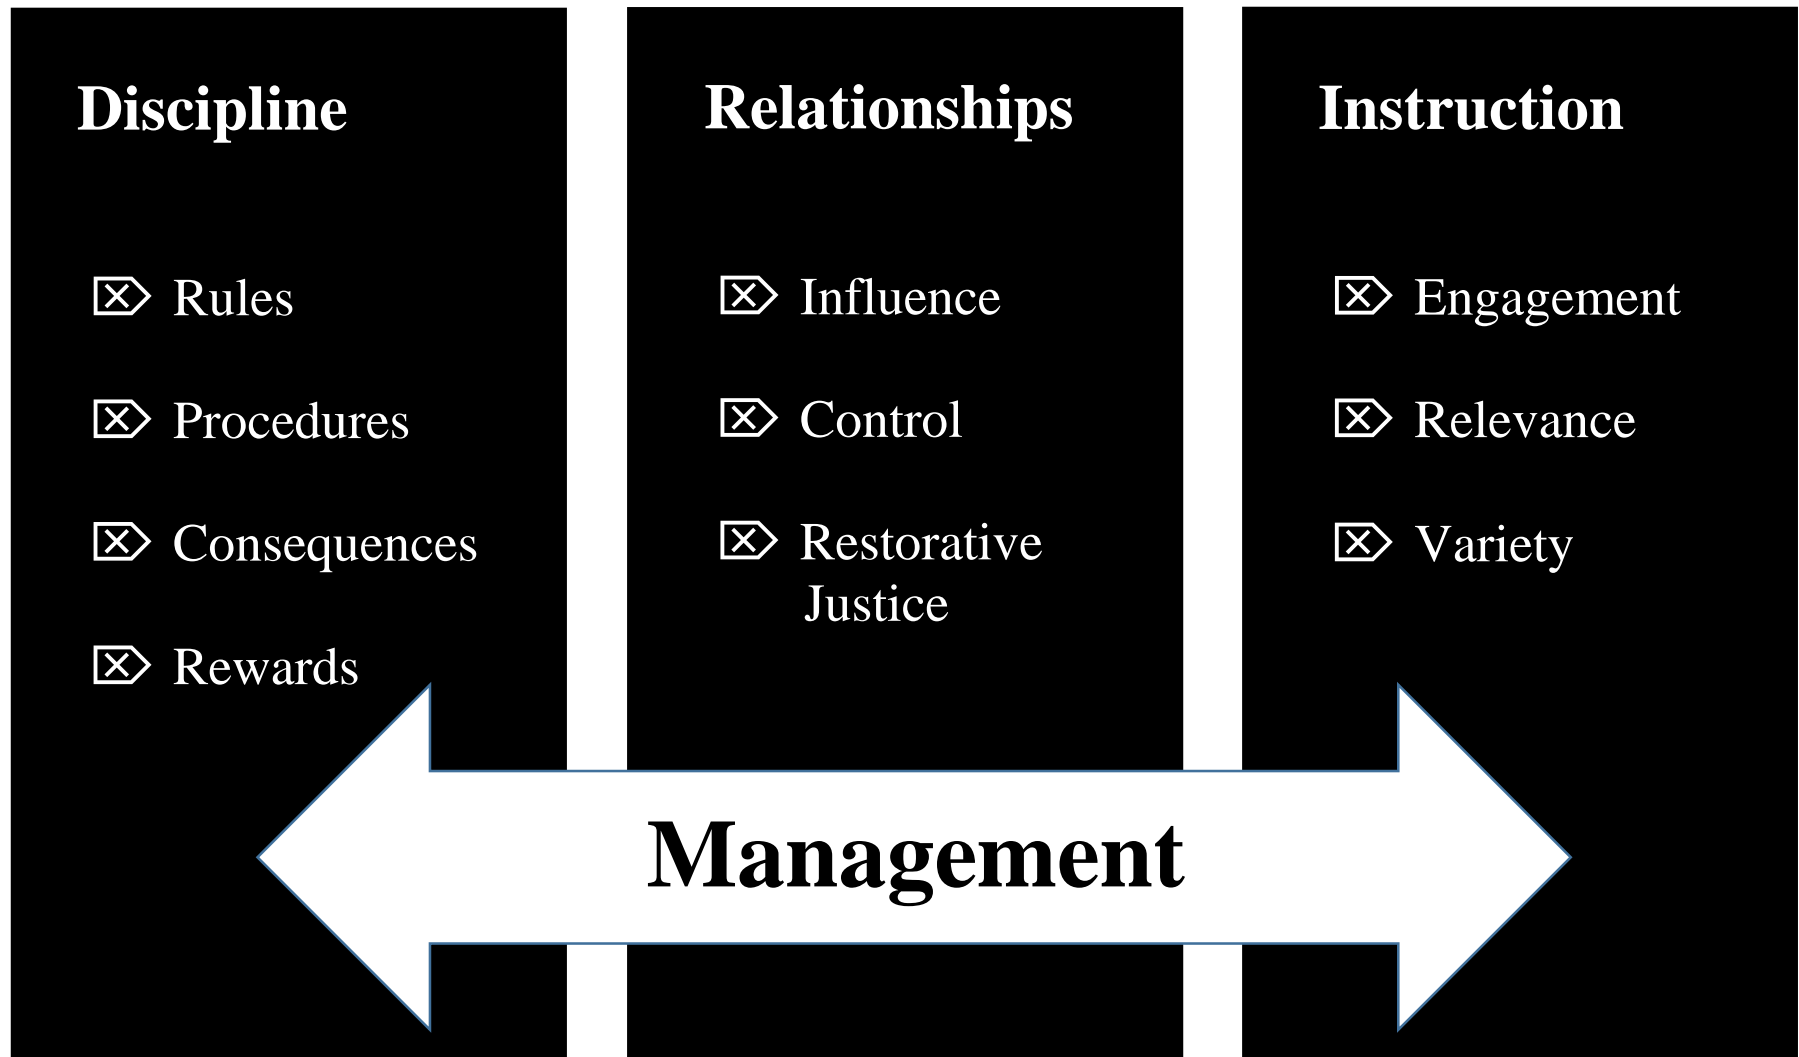 Discipline
⌦ Rules
⌦ Procedures
⌦ Consequences
⌦ Rewards
Relationships
⌦ Influence
⌦ Control
⌦ Restorative
Justice
Instruction
⌦ Engagement
⌦ Relevance
⌦ Variety
Management